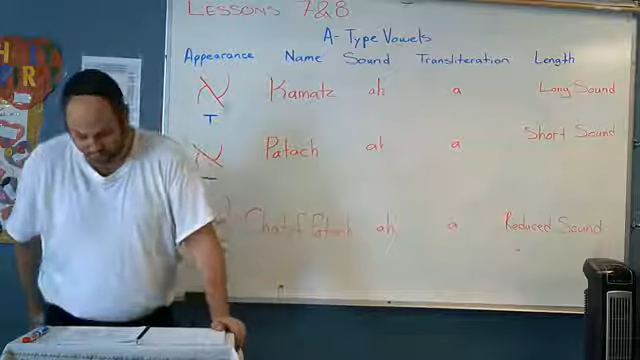 LESSONS 7&8
A-Type Vowels
Appearance Name Sound Transliteration Length
אָ Kamatz ah a Long Sound
אַ Patach ah a Short Sound
Chataf Patach ah a Reduced Sound